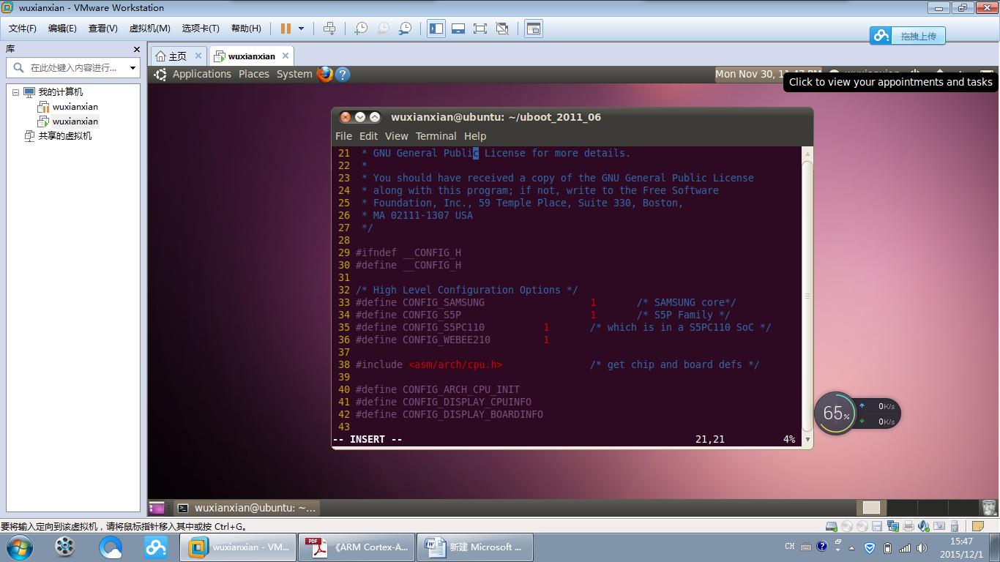 wuxianxian - VMware Workstation
文件(F) 编辑(E) 查看(V) 虚拟机(M) 选项卡(T) 帮助(H)
拖拽上传
库
在此处键入内容进行...
我的计算机
wuxianxian
wuxianxian
共享的虚拟机
主页
wuxianxian
Applications Places System
Mon Nov 30, 11:47 PM
Click to view your appointments and tasks
wuxianxian@ubuntu: ~/uboot_2011_06
File Edit View Terminal Help
21 * GNU General Public License for more details.
22 *
23 * You should have received a copy of the GNU General Public License
24 * along with this program; if not, write to the Free Software
25 * Foundation, Inc., 59 Temple Place, Suite 330, Boston,
26 * MA 02111-1307 USA
27 */
28
29 #ifndef __CONFIG_H
30 #define __CONFIG_H
31
32 /* High Level Configuration Options */
33 #define CONFIG_SAMSUNG 1 /* SAMSUNG core*/
34 #define CONFIG_S5P 1 /* S5P Family */
35 #define CONFIG_S5PC110 1 /* which is in a S5PC110 SoC */
36 #define CONFIG_WEBEE210 1
37
38 #include <asm/arch/cpu.h> /* get chip and board defs */
39
40 #define CONFIG_ARCH_CPU_INIT
41 #define CONFIG_DISPLAY_CPUINFO
42 #define CONFIG_DISPLAY_BOARDINFO
43
-- INSERT -- 21,21 4%
65%
0K/s
0K/s
wuxianxian@ubuntu: ~...
要将输入定向到该虚拟机，请将鼠标指针移入其中或按 Ctrl+G。
wuxianxian - VM...
PDF
《ARM Cortex-A...
新建 Microsoft ...
CH
15:47
2015/12/1